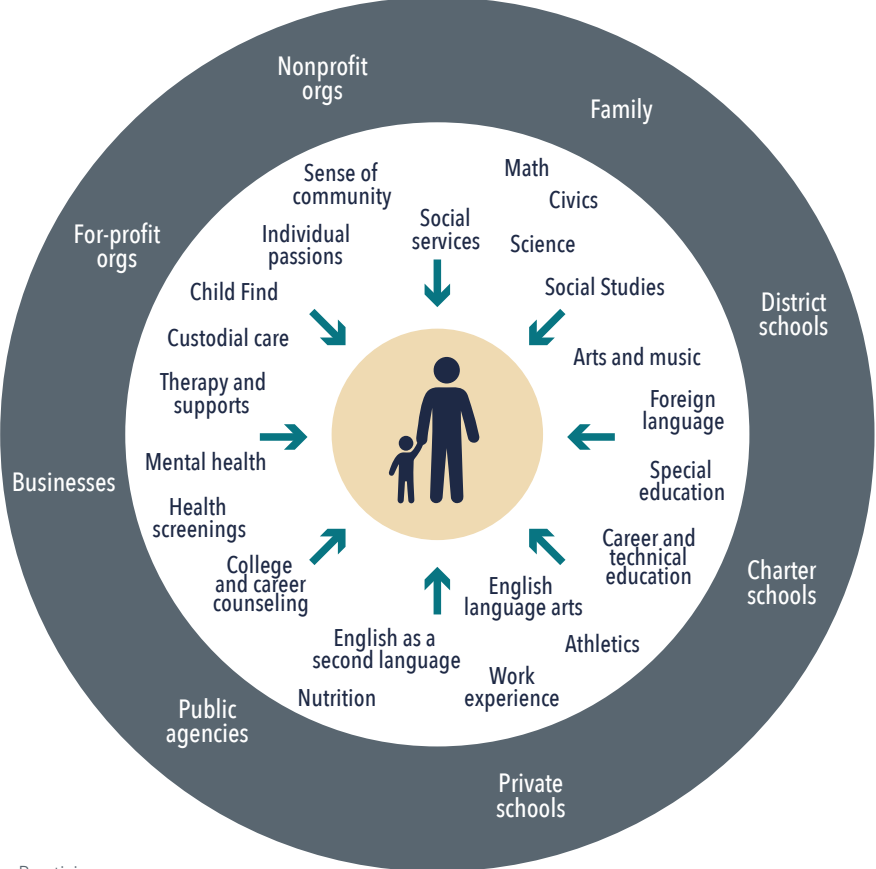 Nonprofit
orgs
Family
For-profit
orgs
District
schools
Businesses
Charter
schools
Public
agencies
Private
schools
Sense of
community
Math
Civics
Individual
passions
Social
services
Science
Child Find
Social Studies
Custodial care
Arts and music
Therapy and
supports
Foreign
language
Mental health
Special
education
Health
screenings
Career and
technical
education
College
and career
counseling
English
language arts
English as a
second language
Athletics
Nutrition
Work
experience